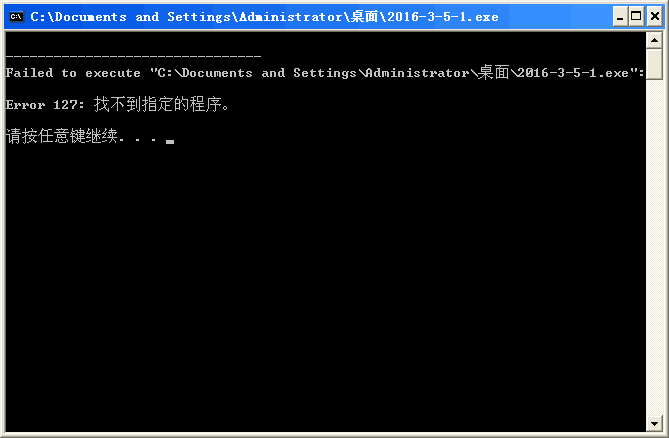 C:\Documents and Settings\Administrator\桌面\2016-3-5-1.exe
--------------------------------
Failed to execute "C:\Documents and Settings\Administrator\桌面\2016-3-5-1.exe":
Error 127: 找不到指定的程序。
请按任意键继续. . .